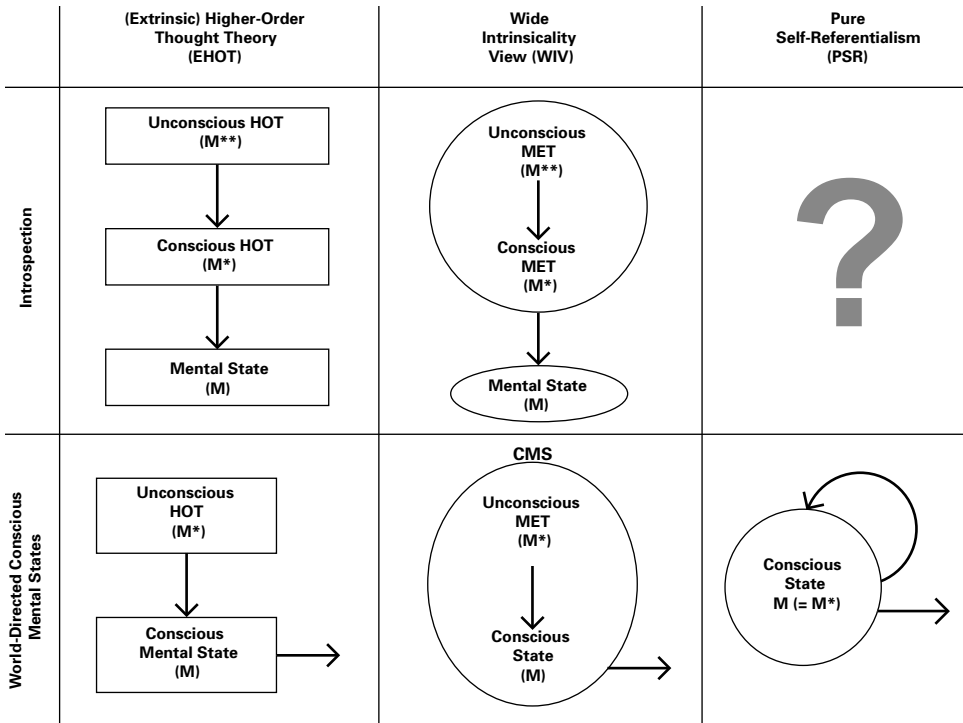 (Extrinsic) Higher-Order
Thought Theory
(EHOT)
Wide
Intrinsicality
View (WIV)
Pure
Self-Referentialism
(PSR)
Introspection
Unconscious HOT
(M**)
Conscious HOT
(M*)
Mental State
(M)
Unconscious
MET
(M**)
Conscious
MET
(M*)
Mental State
(M)
?
World-Directed Conscious
Mental States
Unconscious
HOT
(M*)
Conscious
Mental State
(M)
CMS
Unconscious
MET
(M*)
Conscious
State
(M)
Conscious
State
M (= M*)